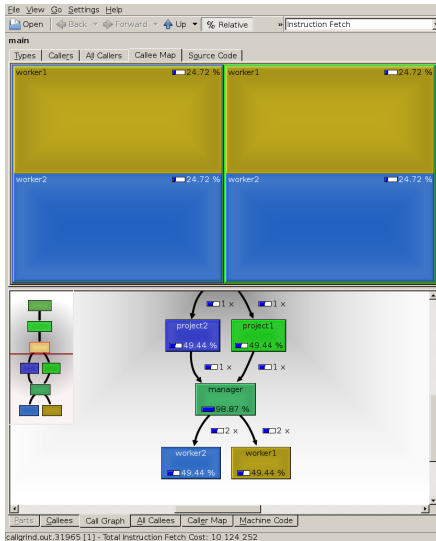 File View Go Settings Help
Open Back Forward Up % Relative » Instruction Fetch
main
Types Callers All Callers Callee Map Source Code
worker1 24.72 % worker1 24.72 %
worker2 24.72 % worker2 24.72 %
1 x 1 x
project2 project1
49.44 % 49.44 %
1 x 1 x
manager
98.87 %
2 x 2 x
worker2 worker1
49.44 % 49.44 %
Parts Callees Call Graph All Callees Caller Map Machine Code
callgrind.out.31965 [1] - Total Instruction Fetch Cost: 10 124 252